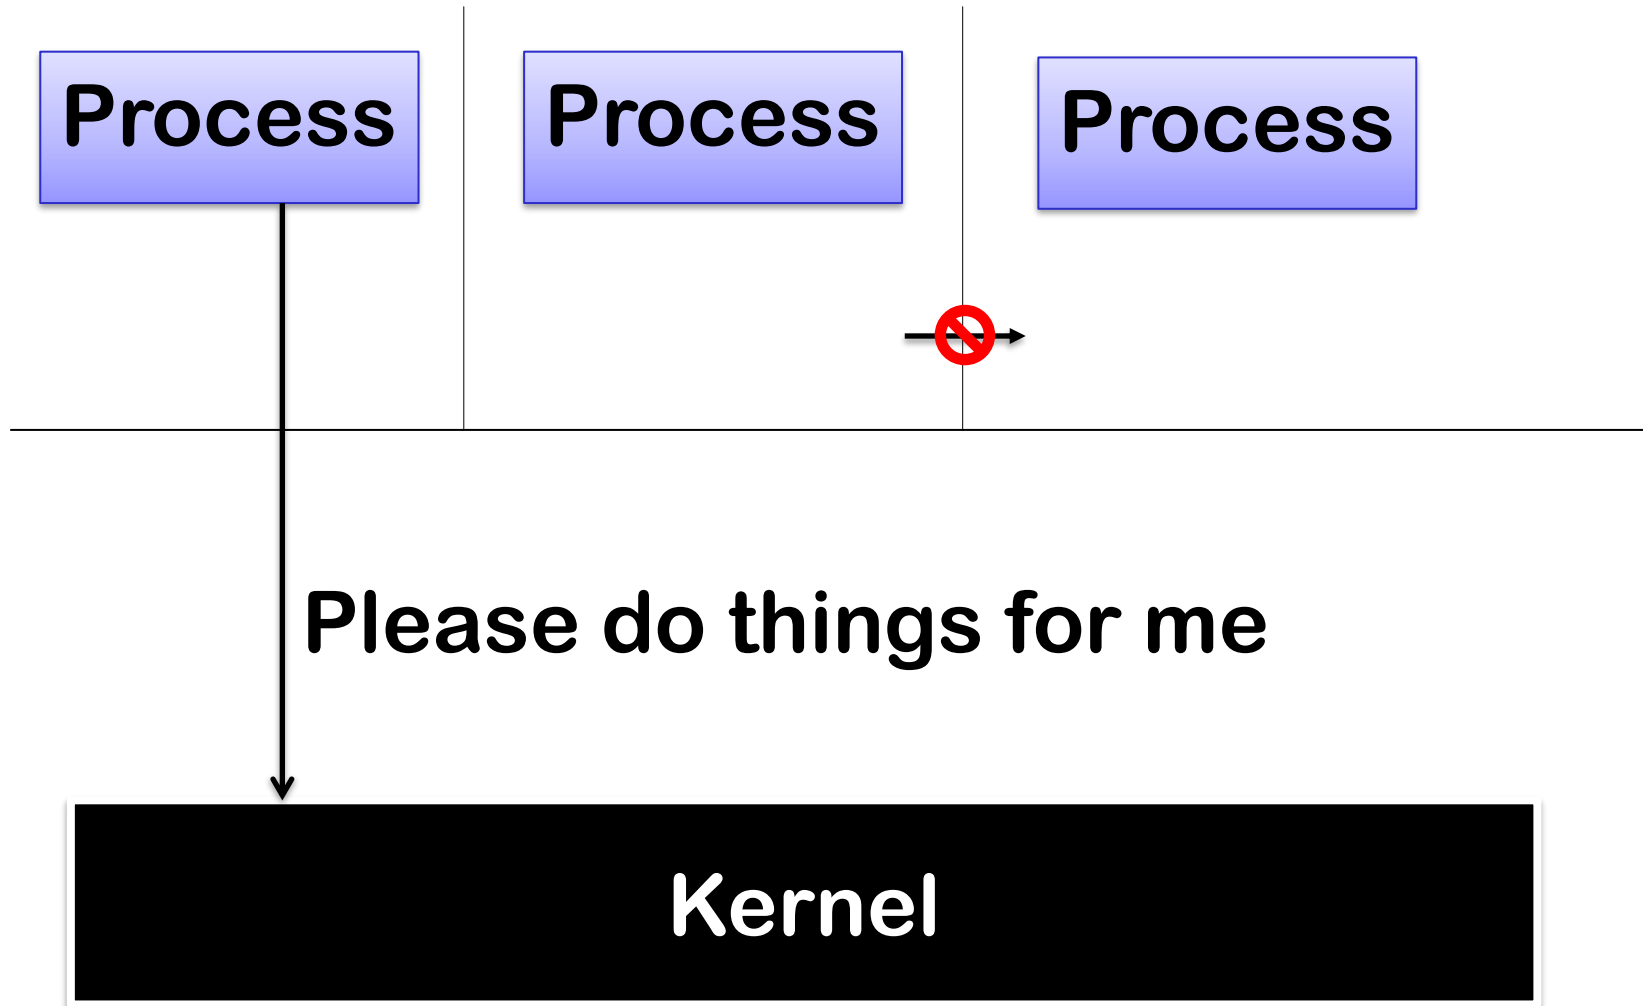 Process
Process
Process
Please do things for me
Kernel